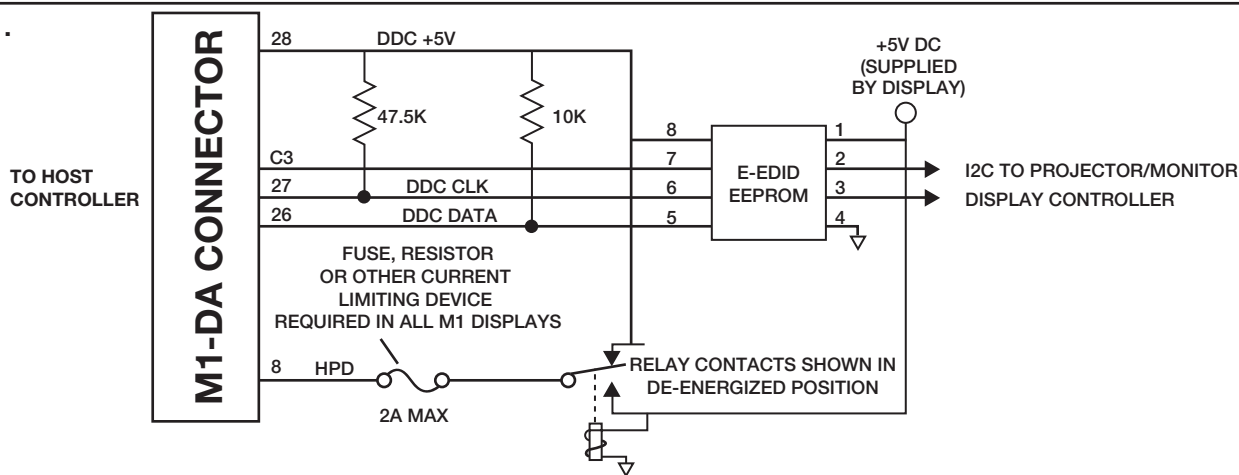 .
M1-DA CONNECTOR
TO HOST
CONTROLLER
28 DDC +5V
47.5K
10K
C3
27 DDC CLK
26 DDC DATA
8
7
6
5
E-EDID
EEPROM
1
2
3
4
+5V DC
(SUPPLIED
BY DISPLAY)
I2C TO PROJECTOR/MONITOR
DISPLAY CONTROLLER
FUSE, RESISTOR
OR OTHER CURRENT
LIMITING DEVICE
REQUIRED IN ALL M1 DISPLAYS
8 HPD
2A MAX
RELAY CONTACTS SHOWN IN
DE-ENERGIZED POSITION